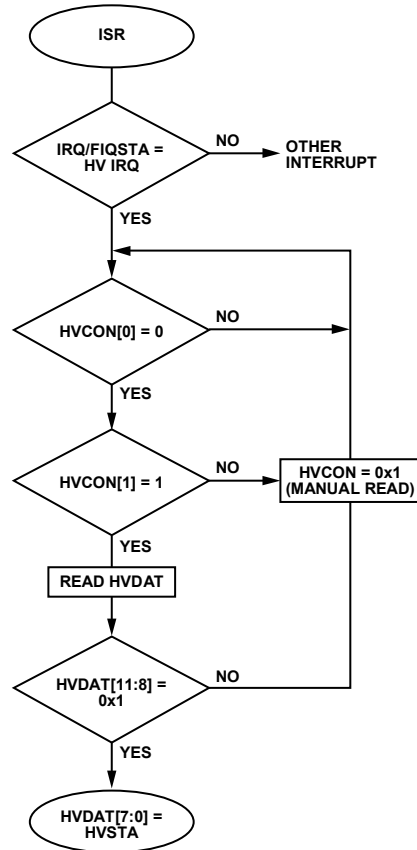 ISR
IRQ/FIQSTA =
HV IRQ
NO
OTHER
INTERRUPT
YES
HVCON[0] = 0
NO
YES
HVCON[1] = 1
NO
HVCON = 0x1
(MANUAL READ)
YES
READ HVDAT
HVDAT[11:8] =
0x1
NO
YES
HVDAT[7:0] =
HVSTA